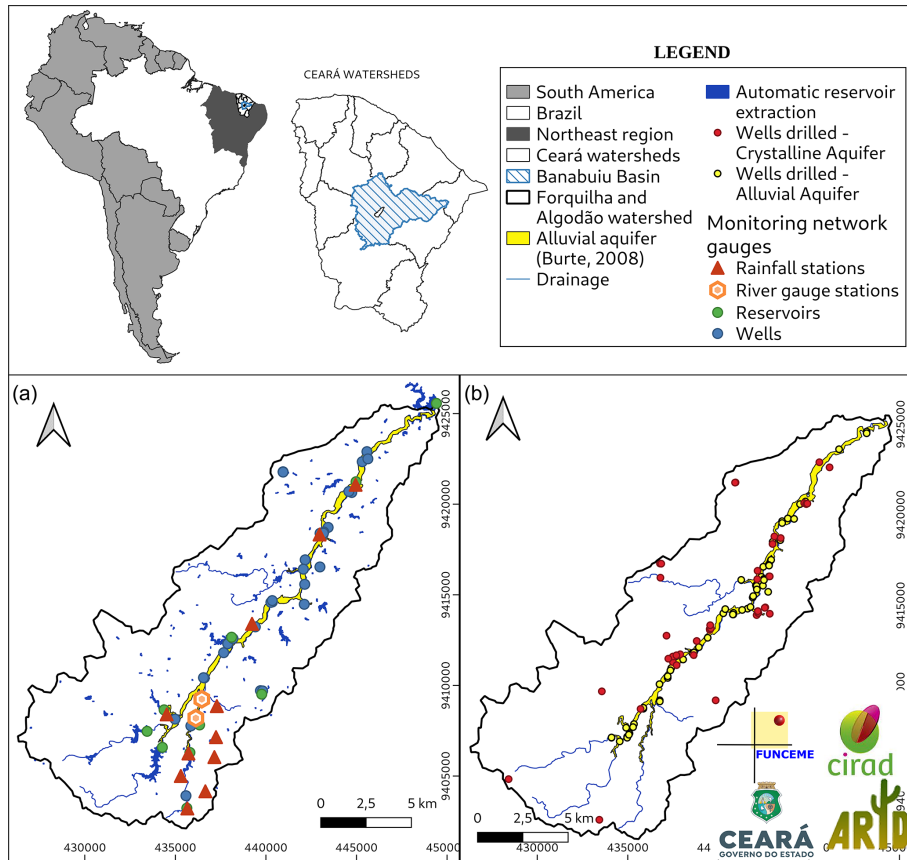 LEGEND
CEARÁ WATERSHEDS
South America
Brazil
Northeast region
Ceará watersheds
Banabuiu Basin
Forquilha and
Algodão watershed
Alluvial aquifer
(Burte, 2008)
Drainage
Automatic reservoir
extraction
Wells drilled -
Crystalline Aquifer
Wells drilled -
Alluvial Aquifer
Monitoring network
gauges
Rainfall stations
River gauge stations
Reservoirs
Wells
(a)
9425000
9420000
9415000
9410000
9405000
0 2,5 5 km
430000 435000 440000 445000
(b)
9425000
9420000
9415000
00
940
0 2,5 5 km
430000 435000 44
FUNCEME
cirad
CEARÁ
GOVERNO DO ESTADO